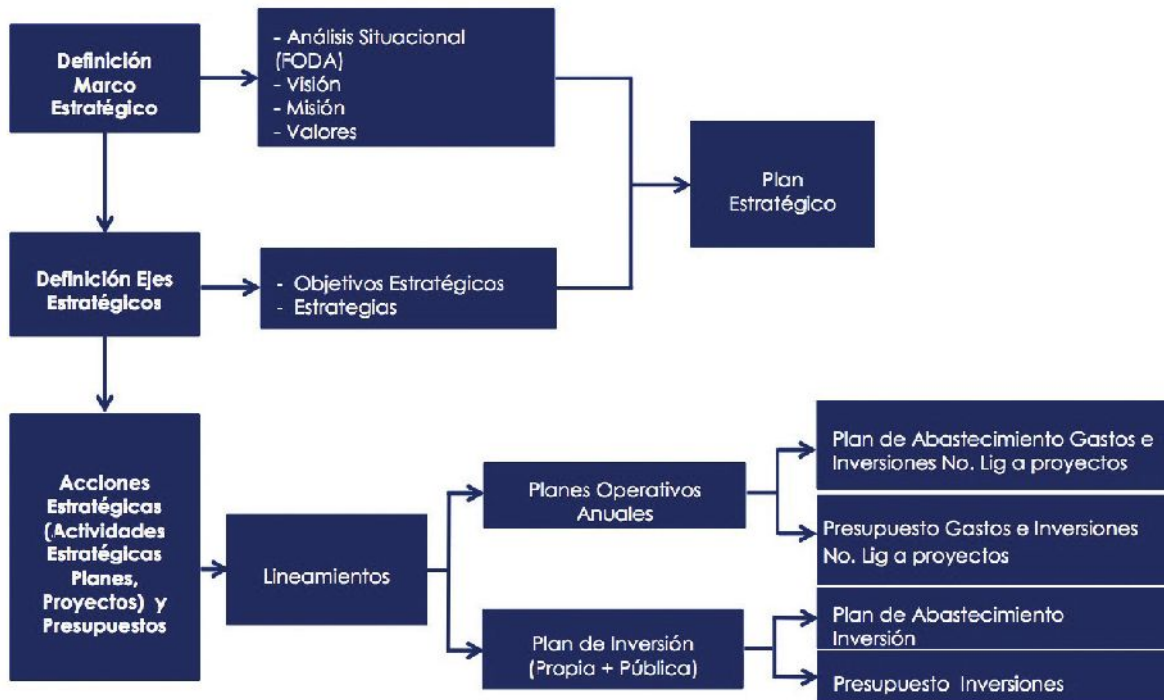 Definición
Marco
Estratégico
- Análisis Situacional
(FODA)
- Visión
- Misión
- Valores
Plan
Estratégico
Definición Ejes
Estratégicos
- Objetivos Estratégicos
- Estrategias
Acciones
Estratégicas
(Actividades
Estratégicas
Planes,
Proyectos) y
Presupuestos
Lineamientos
Planes Operativos
Anuales
Plan de Inversión
(Propia + Pública)
Plan de Abastecimiento Gastos e
Inversiones No. Lig a proyectos
Presupuesto Gastos e Inversiones
No. Lig a proyectos
Plan de Abastecimiento
Inversión
Presupuesto Inversiones